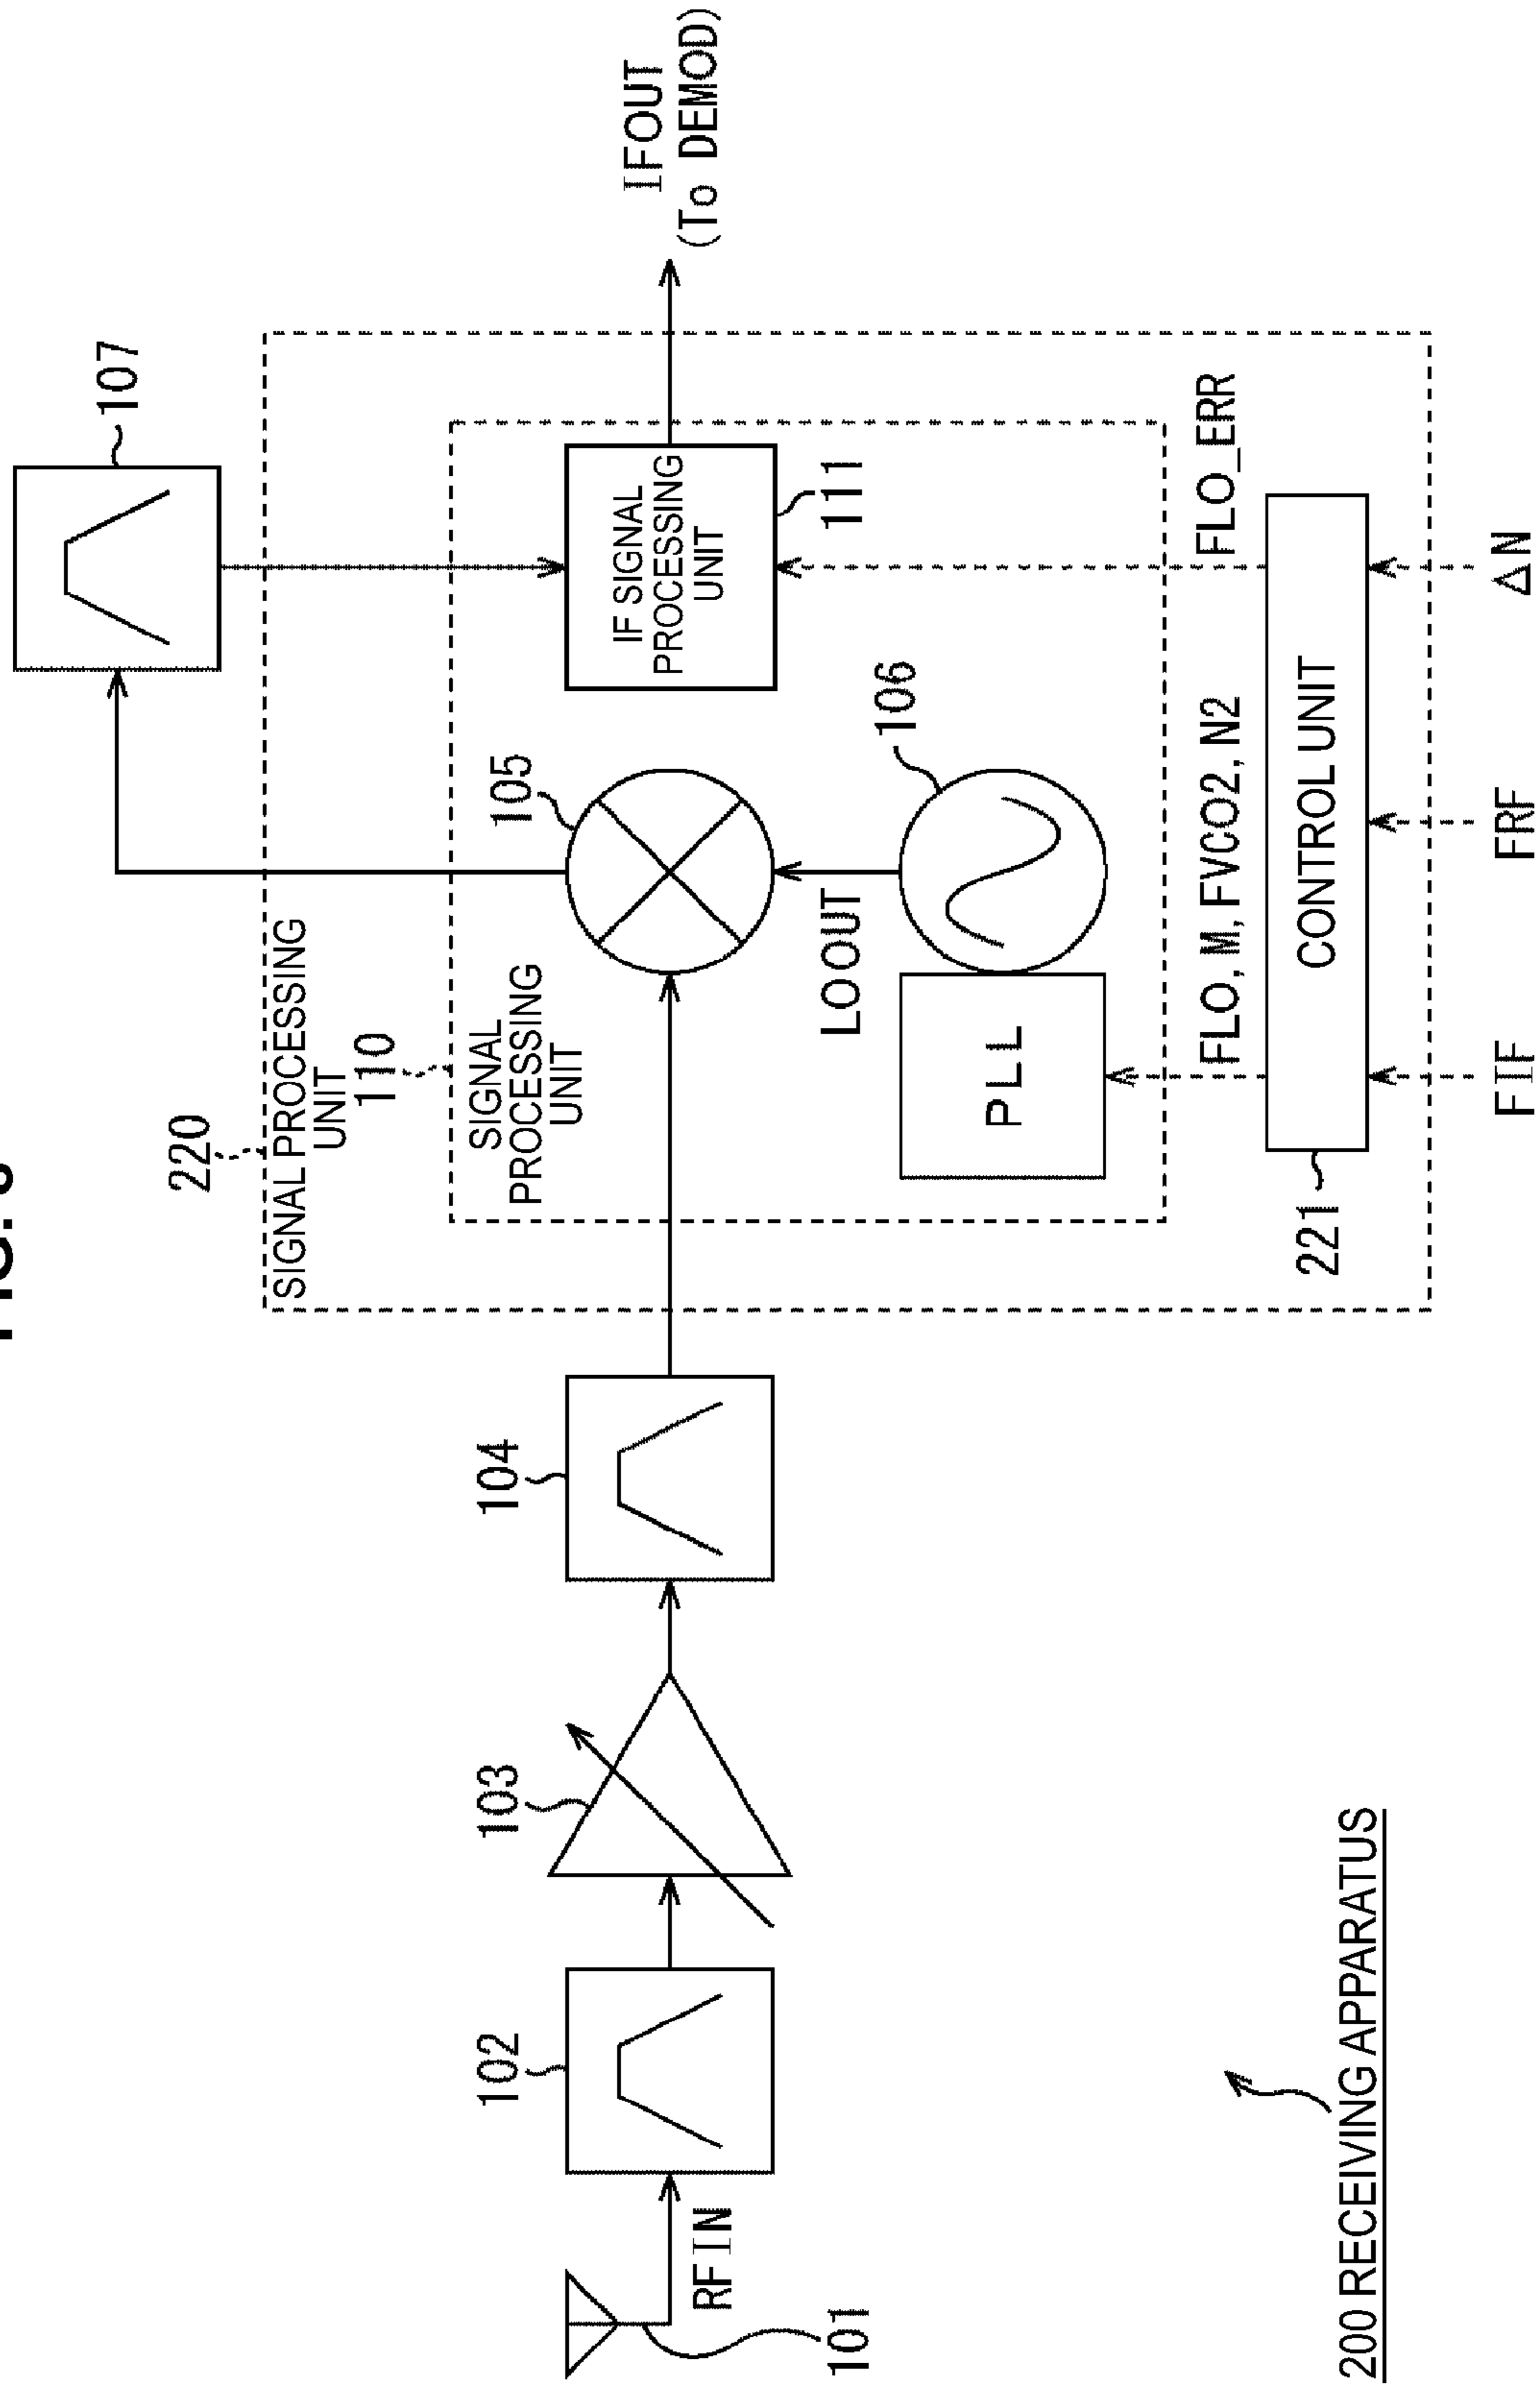 107
IFOUT
(To DEMOD)
220
SIGNAL PROCESSING
UNIT
110
SIGNAL
PROCESSING
UNIT
105
IF SIGNAL
PROCESSING
UNIT
111
102
103
104
RFIN
101
LOOUT
106
PLL
FLO, M, FVCO2, N2
FLO_ERR
221
CONTROL UNIT
FIF
FRF
ΔN
200 RECEIVING APPARATUS